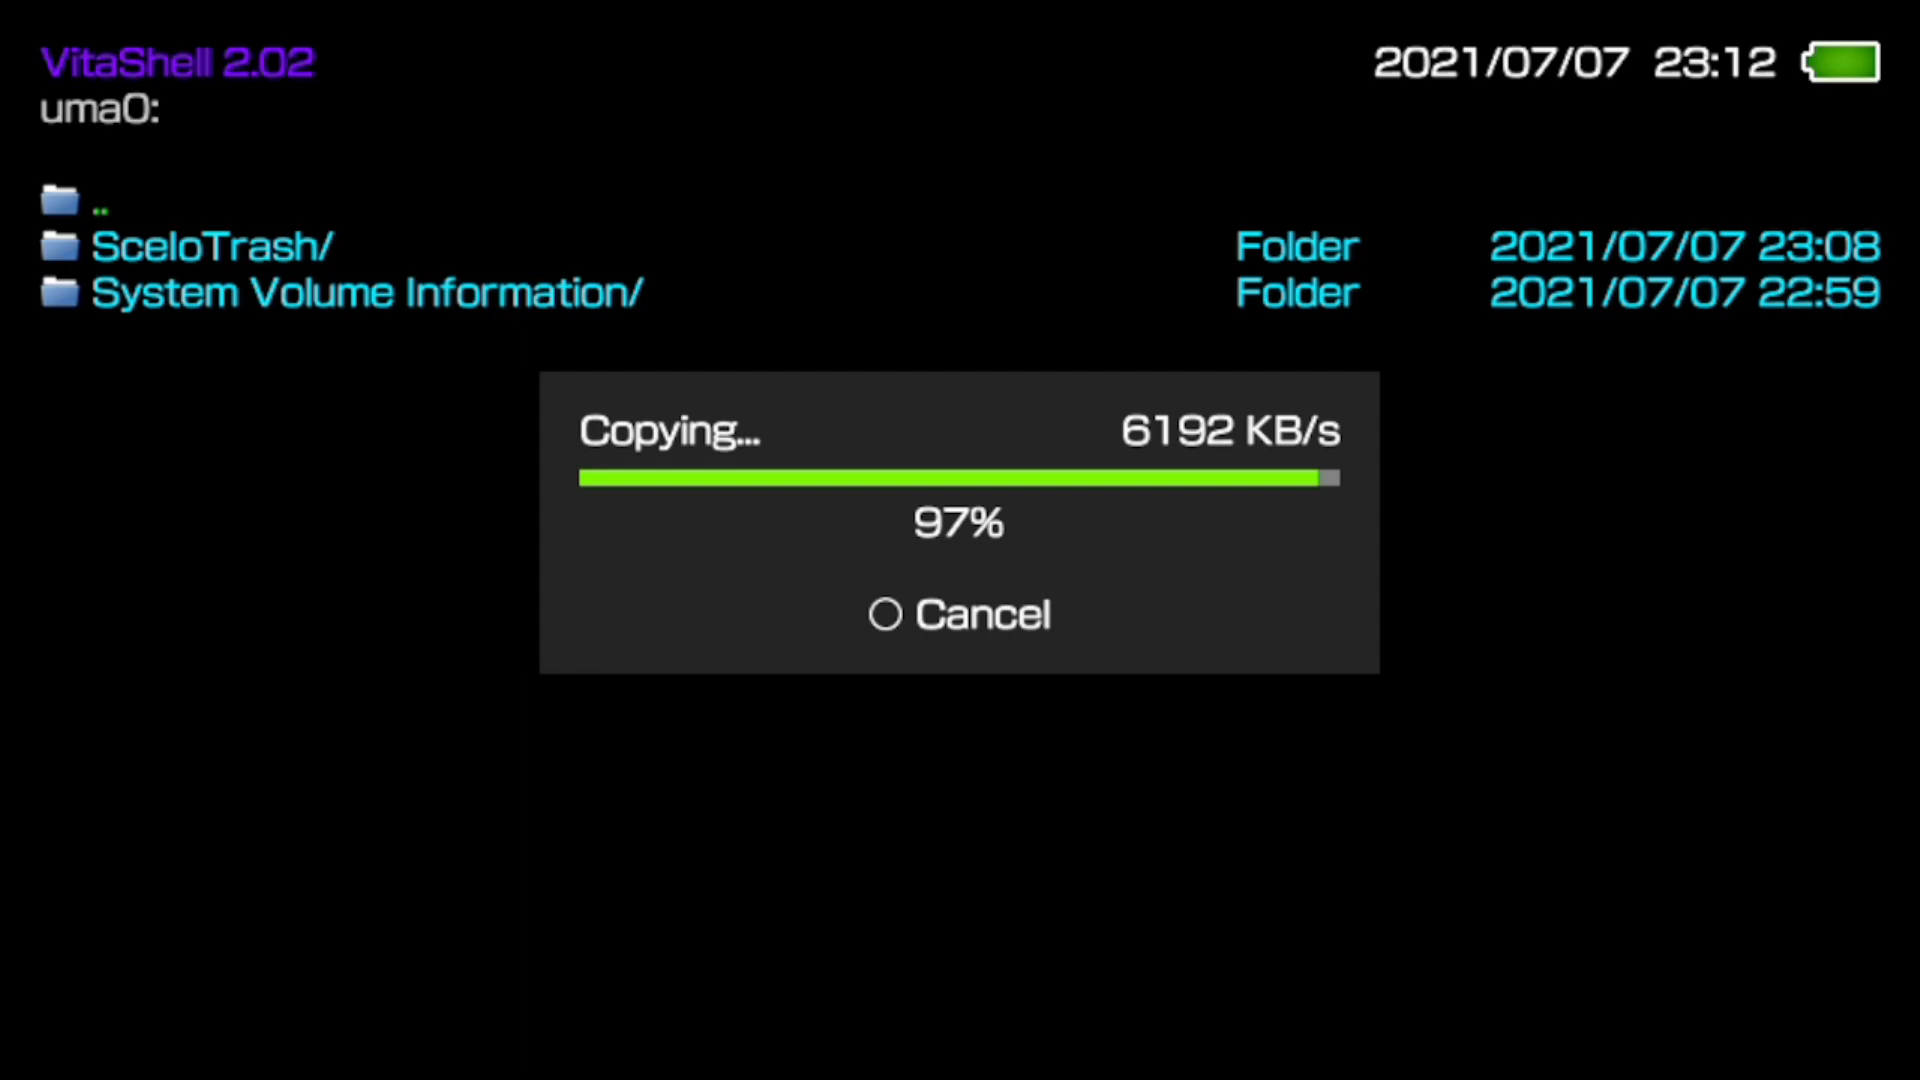 VitaShell 2.02 2021/07/07 23:12
uma0:
..
SceIoTrash/ Folder 2021/07/07 23:08
System Volume Information/ Folder 2021/07/07 22:59
Copying... 6192 KB/s
97%
Cancel